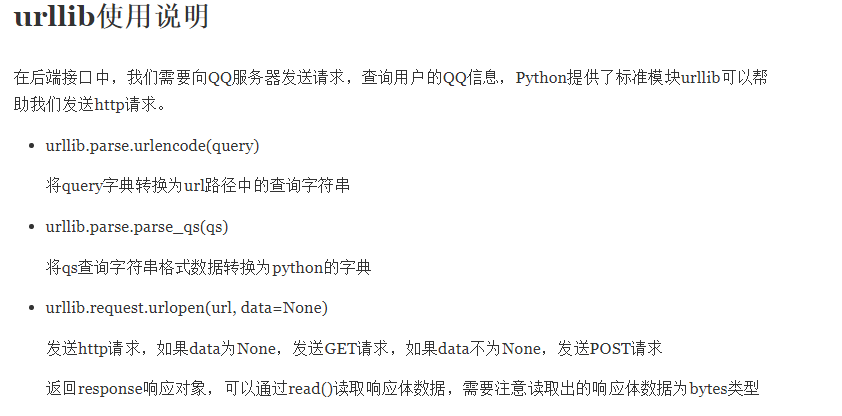 urllib使用说明
在后端接口中，我们需要向QQ服务器发送请求，查询用户的QQ信息，Python提供了标准模块urllib可以帮
助我们发送http请求。
• urllib.parse.urlencode(query)
将query字典转换为url路径中的查询字符串
• urllib.parse.parse_qs(qs)
将qs查询字符串格式数据转换为python的字典
• urllib.request.urlopen(url, data=None)
发送http请求，如果data为None，发送GET请求，如果data不为None，发送POST请求
返回response响应对象，可以通过read()读取响应体数据，需要注意读取出的响应体数据为bytes类型